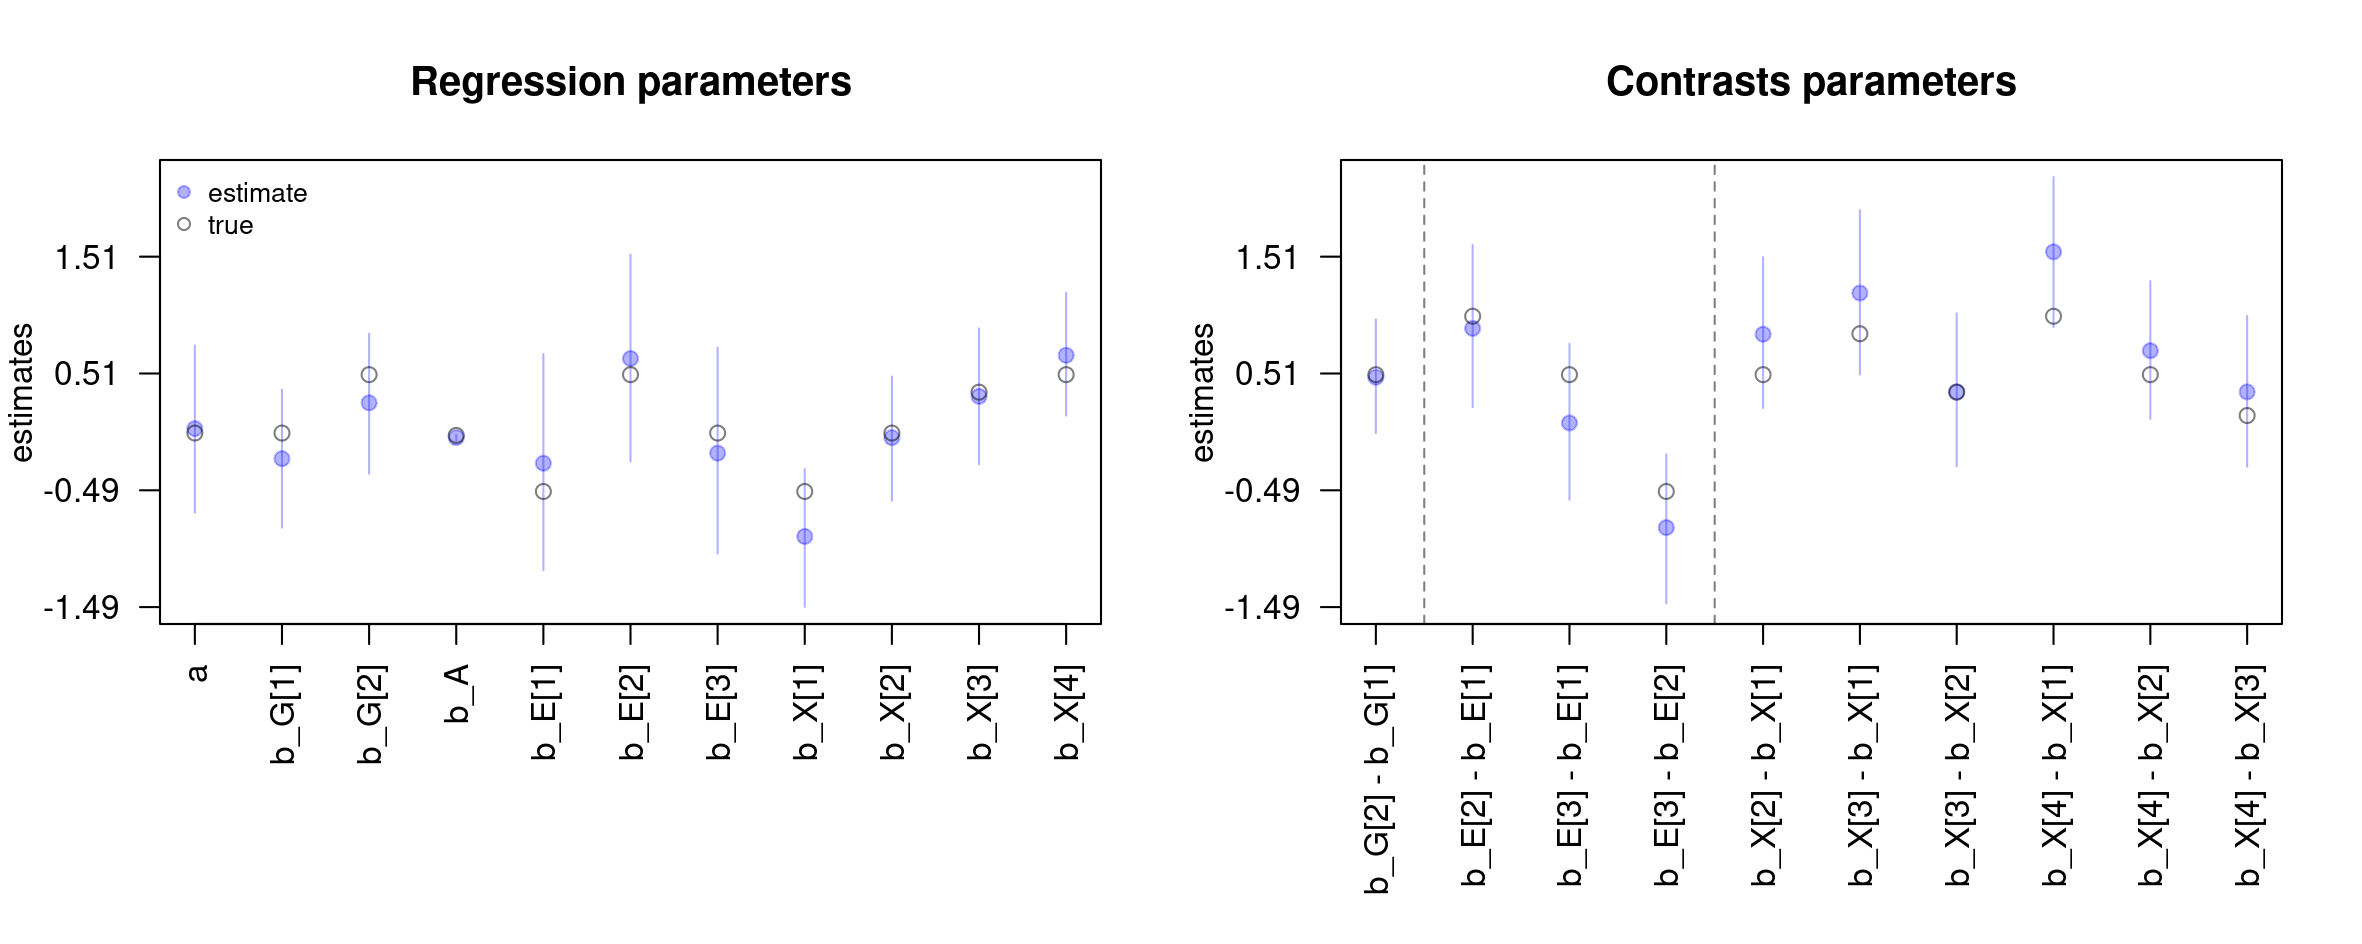 Regression parameters
estimate
true
estimates
1.51
0.51
-0.49
-1.49
a
b_G[1]
b_G[2]
b_A
b_E[1]
b_E[2]
b_E[3]
b_X[1]
b_X[2]
b_X[3]
b_X[4]
Contrasts parameters
estimates
1.51
0.51
-0.49
-1.49
b_G[2] - b_G[1]
b_E[2] - b_E[1]
b_E[3] - b_E[1]
b_E[3] - b_E[2]
b_X[2] - b_X[1]
b_X[3] - b_X[1]
b_X[3] - b_X[2]
b_X[4] - b_X[1]
b_X[4] - b_X[2]
b_X[4] - b_X[3]